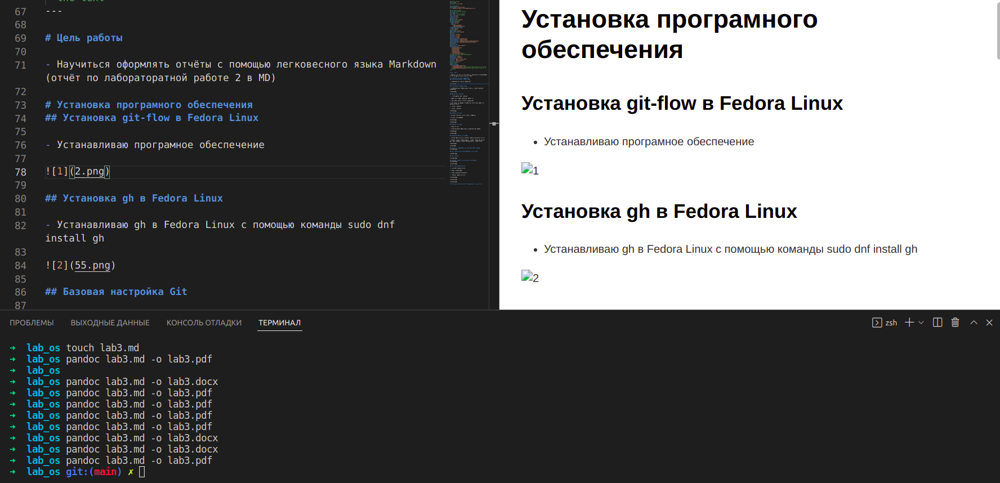 67 ---
68
69 # Цель работы
70
71 - Научиться оформлять отчёты с помощью легковесного языка Markdown
(отчёт по лабораторатной работе 2 в MD)
72
73 # Установка програмного обеспечения
74 ## Установка git-flow в Fedora Linux
75
76 - Устанавливаю програмное обеспечение
77
78 ![1](2.png)
79
80 ## Установка gh в Fedora Linux
81
82 - Устанавливаю gh в Fedora Linux с помощью команды sudo dnf
install gh
83
84 ![2](55.png)
85
86 ## Базовая настройка Git
87
Установка програмного
обеспечения
Установка git-flow в Fedora Linux
• Устанавливаю програмное обеспечение
1
Установка gh в Fedora Linux
• Устанавливаю gh в Fedora Linux с помощью команды sudo dnf install gh
2
ПРОБЛЕМЫ ВЫХОДНЫЕ ДАННЫЕ КОНСОЛЬ ОТЛАДКИ ТЕРМИНАЛ zsh
➜ lab_os touch lab3.md
➜ lab_os pandoc lab3.md -o lab3.pdf
➜ lab_os
➜ lab_os pandoc lab3.md -o lab3.docx
➜ lab_os pandoc lab3.md -o lab3.pdf
➜ lab_os pandoc lab3.md -o lab3.pdf
➜ lab_os pandoc lab3.md -o lab3.pdf
➜ lab_os pandoc lab3.md -o lab3.pdf
➜ lab_os pandoc lab3.md -o lab3.docx
➜ lab_os pandoc lab3.md -o lab3.docx
➜ lab_os pandoc lab3.md -o lab3.pdf
➜ lab_os git:(main) ✗